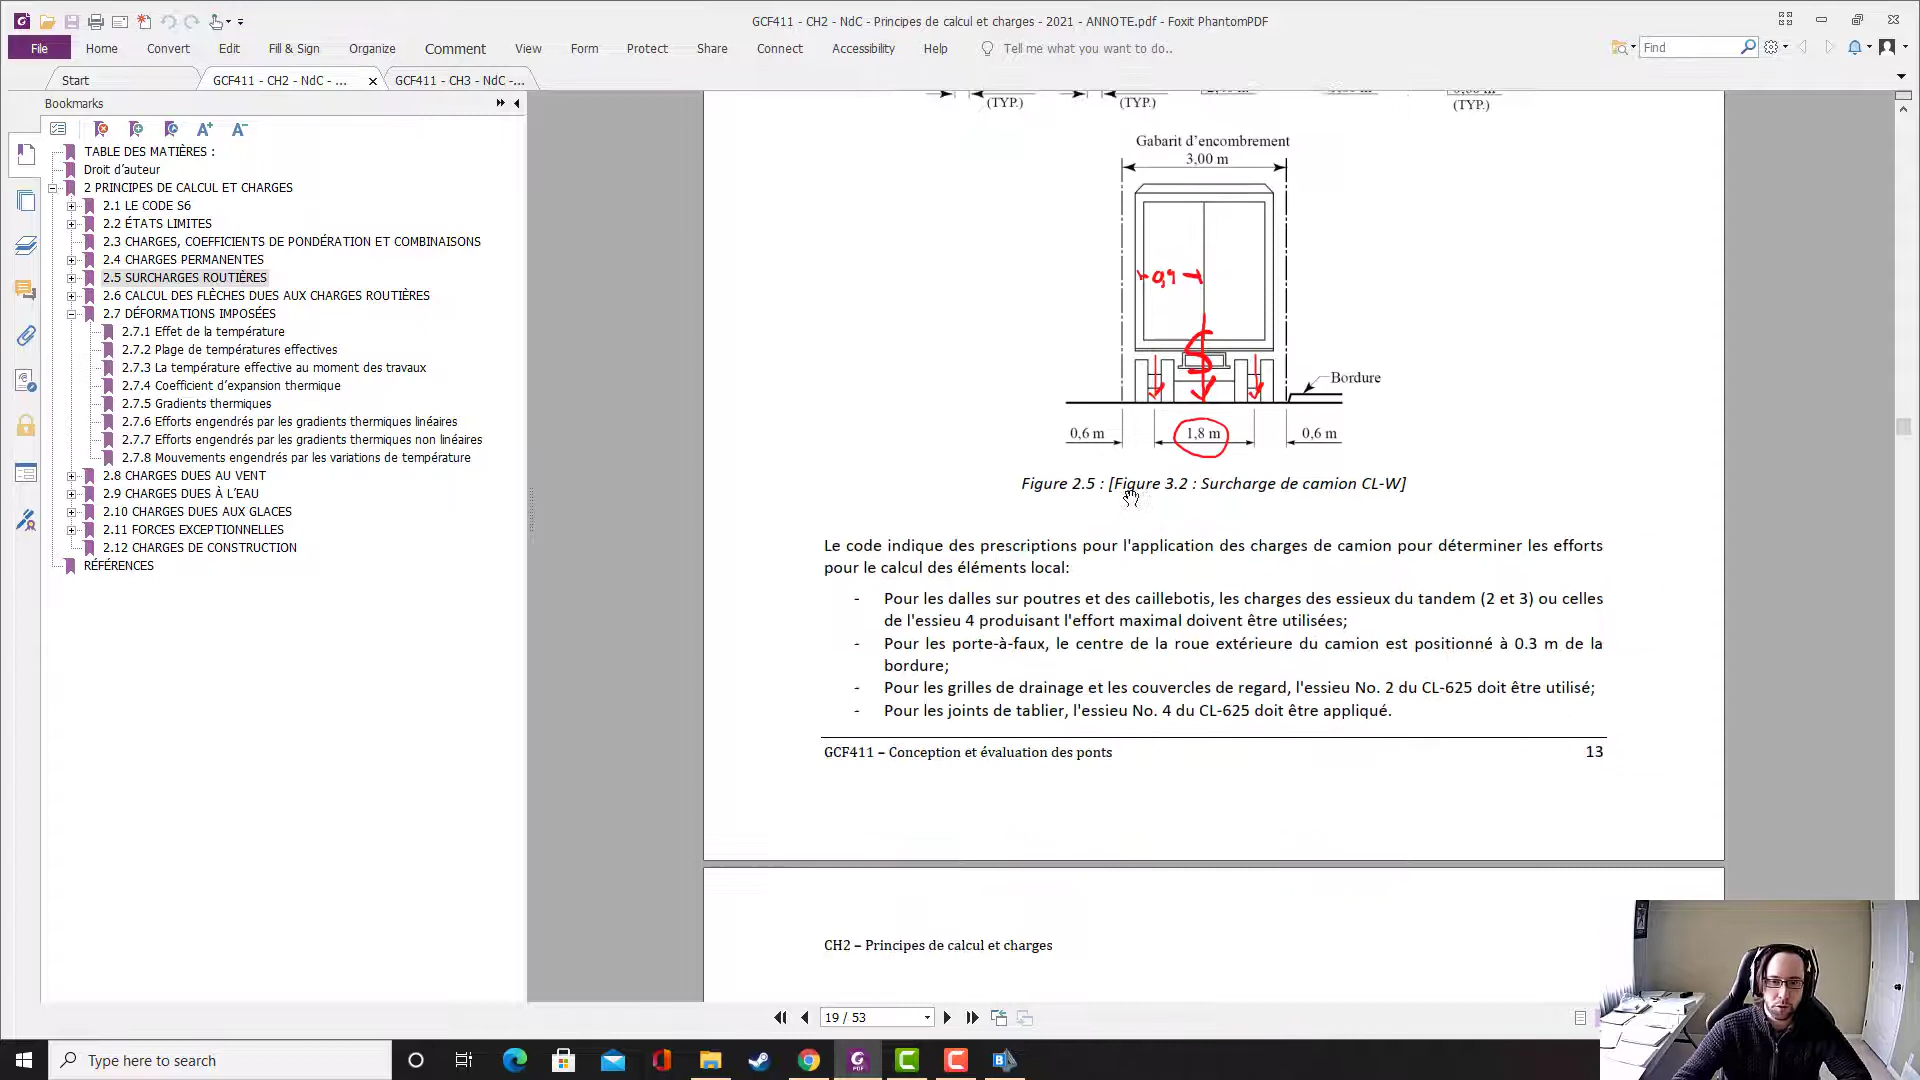 GCF411 - CH2 - NdC - Principes de calcul et charges - 2021 - ANNOTE.pdf - Foxit PhantomPDF
File Home Convert Edit Fill & Sign Organize Comment View Form Protect Share Connect Accessibility Help Tell me what you want to do.. Find
Start GCF411 - CH2 - NdC - ... GCF411 - CH3 - NdC -...
Bookmarks
TABLE DES MATIÈRES :
Droit d'auteur
2 PRINCIPES DE CALCUL ET CHARGES
2.1 LE CODE S6
2.2 ÉTATS LIMITES
2.3 CHARGES, COEFFICIENTS DE PONDÉRATION ET COMBINAISONS
2.4 CHARGES PERMANENTES
2.5 SURCHARGES ROUTIÈRES
2.6 CALCUL DES FLÈCHES DUES AUX CHARGES ROUTIÈRES
2.7 DÉFORMATIONS IMPOSÉES
2.7.1 Effet de la température
2.7.2 Plage de températures effectives
2.7.3 La température effective au moment des travaux
2.7.4 Coefficient d'expansion thermique
2.7.5 Gradients thermiques
2.7.6 Efforts engendrés par les gradients thermiques linéaires
2.7.7 Efforts engendrés par les gradients thermiques non linéaires
2.7.8 Mouvements engendrés par les variations de température
2.8 CHARGES DUES AU VENT
2.9 CHARGES DUES À L'EAU
2.10 CHARGES DUES AUX GLACES
2.11 FORCES EXCEPTIONNELLES
2.12 CHARGES DE CONSTRUCTION
RÉFÉRENCES
(TYP.) (TYP.) (TYP.)
Gabarit d'encombrement
3,00 m
0,9
Bordure
0,6 m 1,8 m 0,6 m
Figure 2.5 : [Figure 3.2 : Surcharge de camion CL-W]
Le code indique des prescriptions pour l'application des charges de camion pour déterminer les efforts
pour le calcul des éléments local:
- Pour les dalles sur poutres et des caillebotis, les charges des essieux du tandem (2 et 3) ou celles
de l'essieu 4 produisant l'effort maximal doivent être utilisées;
- Pour les porte-à-faux, le centre de la roue extérieure du camion est positionné à 0.3 m de la
bordure;
- Pour les grilles de drainage et les couvercles de regard, l'essieu No. 2 du CL-625 doit être utilisé;
- Pour les joints de tablier, l'essieu No. 4 du CL-625 doit être appliqué.
GCF411 – Conception et évaluation des ponts 13
CH2 – Principes de calcul et charges
19 / 53
Type here to search